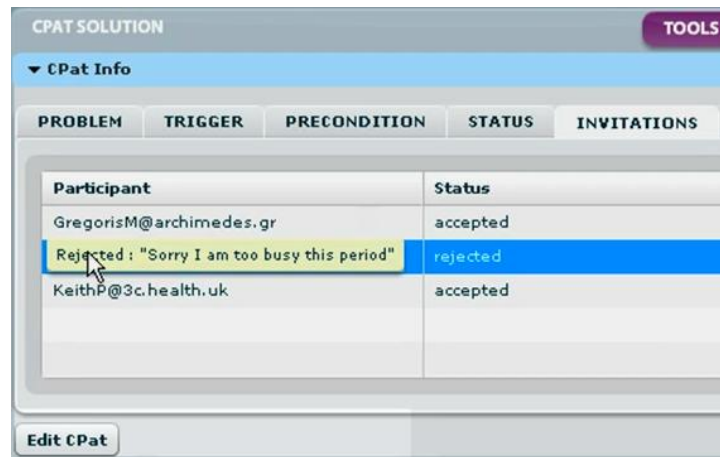 CPAT SOLUTION TOOLS
▼ CPat Info
PROBLEM TRIGGER PRECONDITION STATUS INVITATIONS
Participant Status
GregorisM@archimedes.gr accepted
Rejected : "Sorry I am too busy this period" rejected
KeithP@3c.health.uk accepted
Edit CPat